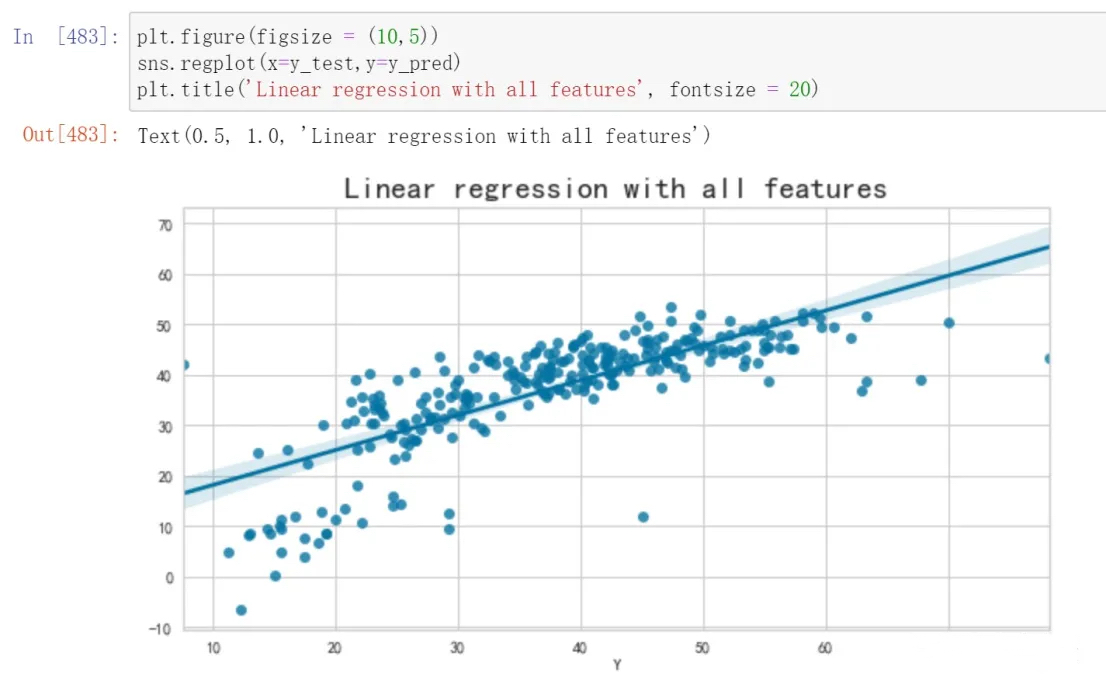 In [483]: plt.figure(figsize = (10,5))
sns.regplot(x=y_test,y=y_pred)
plt.title('Linear regression with all features', fontsize = 20)
Out[483]: Text(0.5, 1.0, 'Linear regression with all features')
Linear regression with all features
70
60
50
40
30
20
10
0
-10
10 20 30 40 50 60
Y